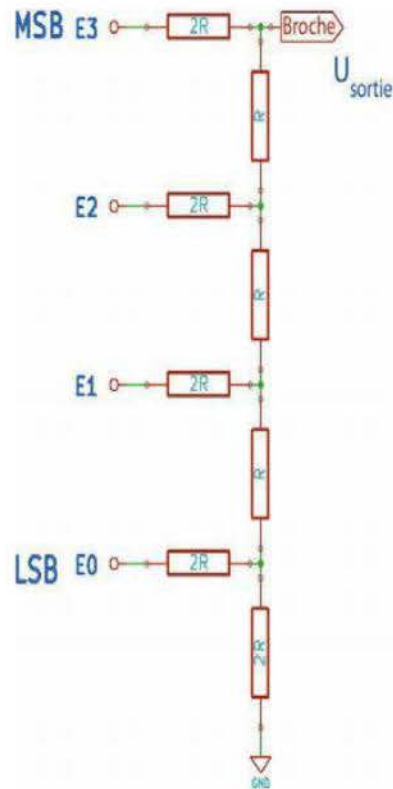 MSB E3 2R Broche
U sortie
R
E2 2R
R
E1 2R
R
LSB E0 2R
2R
GND